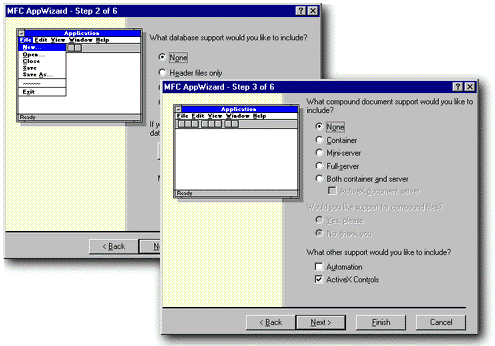 MFC AppWizard - Step 2 of 6
Application
File Edit View Window Help
New...
Open...
Close
Save
Save As...
Exit
Ready
What database support would you like to include?
None
Header files only
If y
dat
< Back
MFC AppWizard - Step 3 of 6
Application
File Edit View Window Help
Ready
What compound document support would you like to
include?
None
Container
Mini-server
Full-server
Both container and server
ActiveX document server
Would you like support for compound files?
Yes, please
No, thank you
What other support would you like to include?
Automation
ActiveX Controls
< Back
Next >
Finish
Cancel